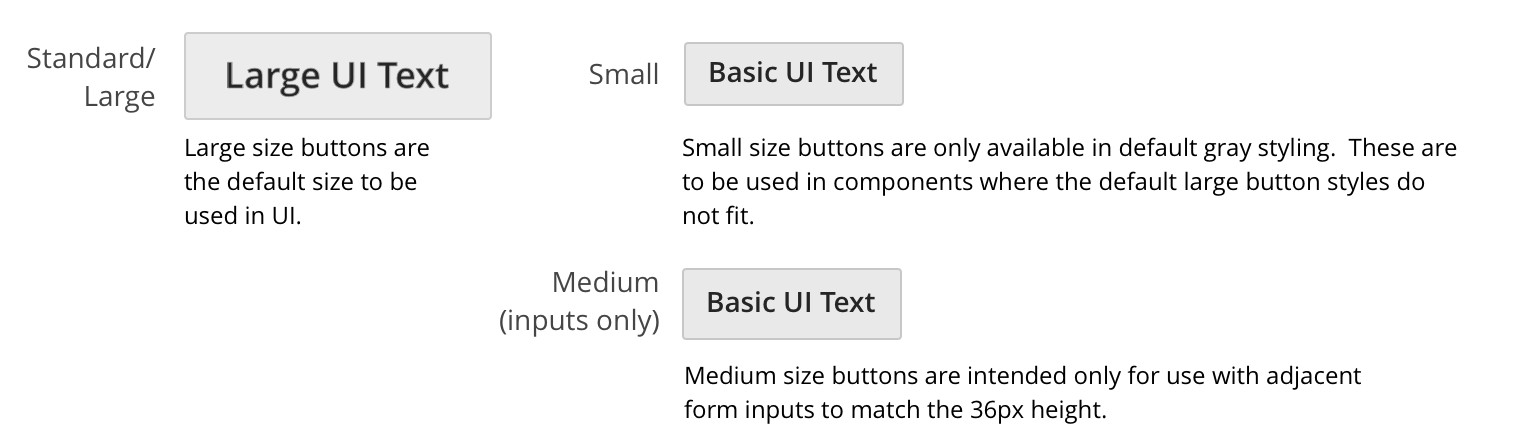 Standard/
Large
Large UI Text
Large size buttons are
the default size to be
used in UI.
Small
Basic UI Text
Small size buttons are only available in default gray styling.  These are
to be used in components where the default large button styles do
not fit.
Medium
(inputs only)
Basic UI Text
Medium size buttons are intended only for use with adjacent
form inputs to match the 36px height.